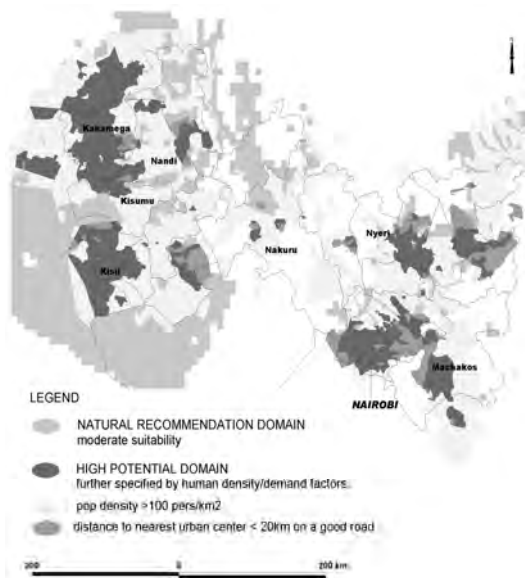 Kakamega
Nandi
Kisumu
Kisii
Nakuru
Nyeri
Machakos
NAIROBI
LEGEND
NATURAL RECOMMENDATION DOMAIN
moderate suitability
HIGH POTENTIAL DOMAIN
further specified by human density/demand factors.
pop density >100 pers/km2
distance to nearest urban center < 20km on a good road
200 0 200 km